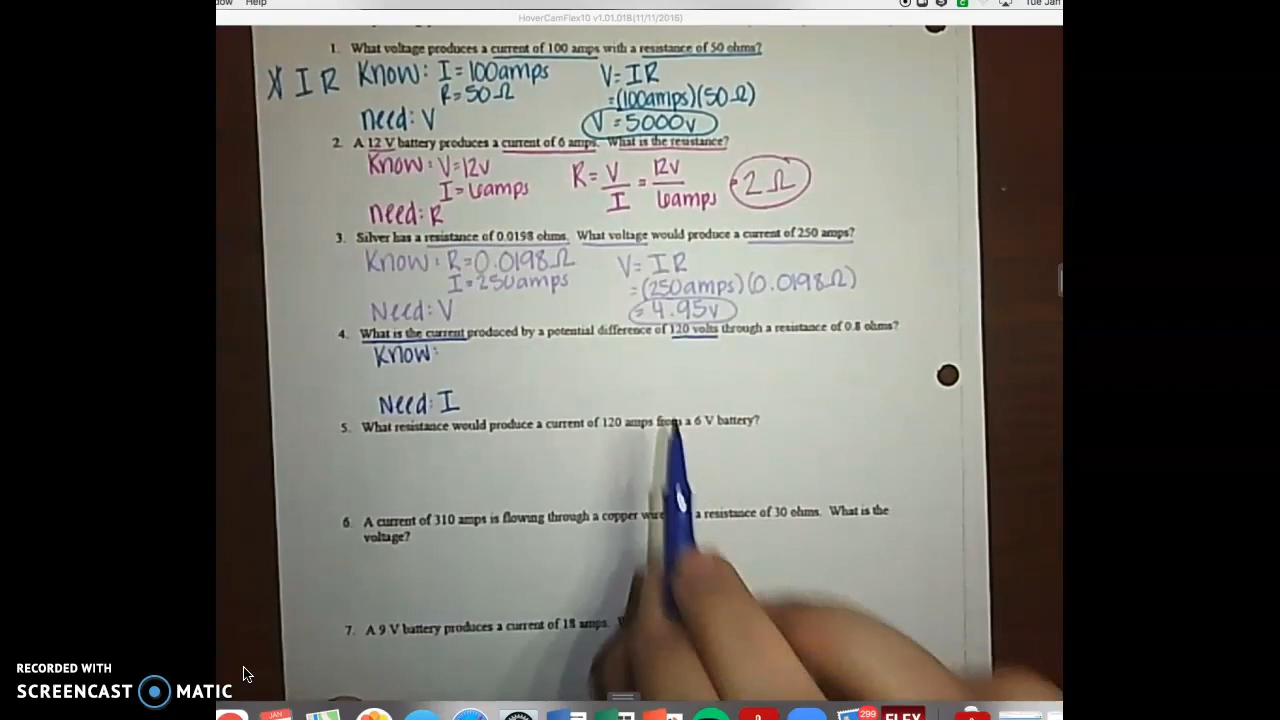 Help
Tue Jan
HoverCamFlex10 v1.01.018(11/11/2016)
1. What voltage produces a current of 100 amps with a resistance of 50 ohms?
V I R Know: I = 100amps V = IR
R = 50Ω =(100amps)(50Ω)
need: V V = 5000v
2. A 12 V battery produces a current of 6 amps. What is the resistance?
Know: V=12v R = V/I = 12v/6amps = 2Ω
I = 6amps
need: R
3. Silver has a resistance of 0.0198 ohms. What voltage would produce a current of 250 amps?
Know: R=0.0198Ω V = IR
I = 250amps =(250amps)(0.0198Ω)
Need: V = 4.95v
4. What is the current produced by a potential difference of 120 volts through a resistance of 0.8 ohms?
Know:
Need: I
5. What resistance would produce a current of 120 amps from a 6 V battery?
6. A current of 310 amps is flowing through a copper wire a resistance of 30 ohms. What is the
voltage?
7. A 9 V battery produces a current of 18 amps.
RECORDED WITH
SCREENCAST MATIC
JAN
299
FLEX